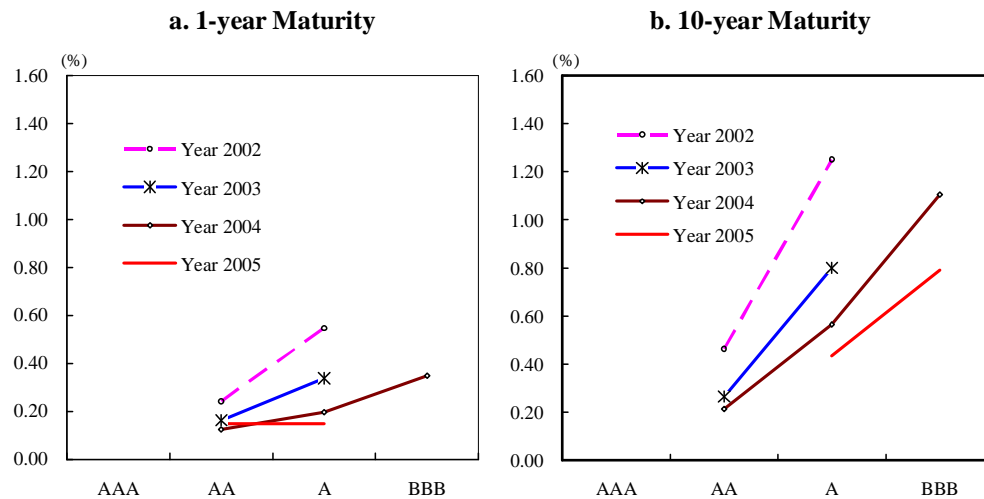 a. 1-year Maturity
(%)
1.60
1.40
1.20
1.00
0.80
0.60
0.40
0.20
0.00
Year 2002
Year 2003
Year 2004
Year 2005
AAA AA A BBB
b. 10-year Maturity
(%)
1.60
1.40
1.20
1.00
0.80
0.60
0.40
0.20
0.00
Year 2002
Year 2003
Year 2004
Year 2005
AAA AA A BBB